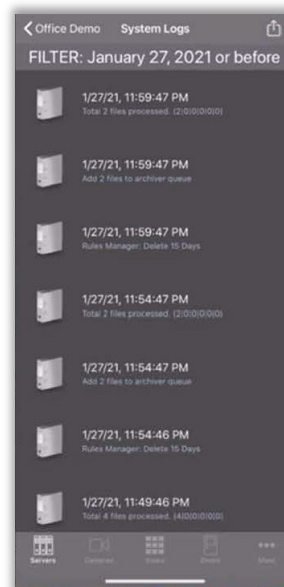 Office Demo System Logs
FILTER: January 27, 2021 or before
1/27/21, 11:59:47 PM
Total 2 files processed. (2|0|0|0|0)
1/27/21, 11:59:47 PM
Add 2 files to archiver queue
1/27/21, 11:59:47 PM
Rules Manager: Delete 15 Days
1/27/21, 11:54:47 PM
Total 2 files processed. (2|0|0|0|0)
1/27/21, 11:54:47 PM
Add 2 files to archiver queue
1/27/21, 11:54:46 PM
Rules Manager: Delete 15 Days
1/27/21, 11:49:46 PM
Total 4 files processed. (4|0|0|0|0)
Servers Cameras More